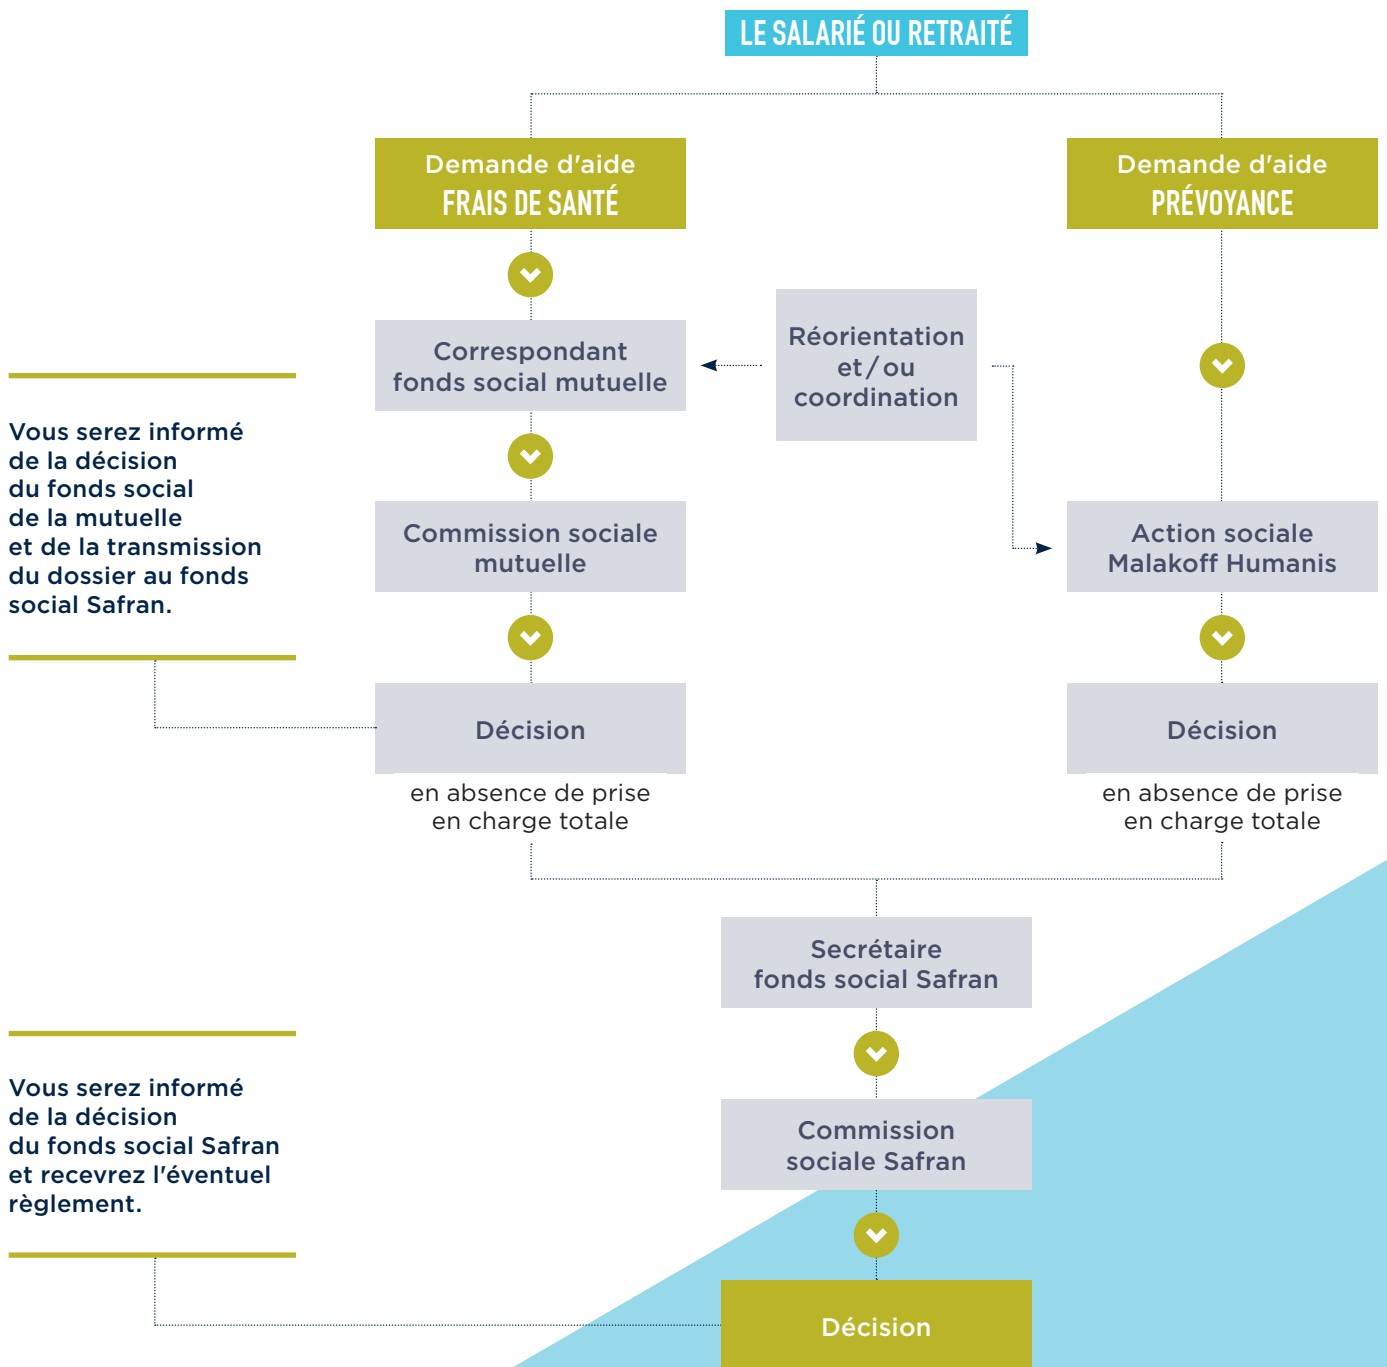 LE SALARIÉ OU RETRAITÉ
Demande d'aide
FRAIS DE SANTÉ
Demande d'aide
PRÉVOYANCE
Correspondant
fonds social mutuelle
Réorientation
et / ou
coordination
Vous serez informé
de la décision
du fonds social
de la mutuelle
et de la transmission
du dossier au fonds
social Safran.
Commission sociale
mutuelle
Action sociale
Malakoff Humanis
Décision
en absence de prise
en charge totale
Décision
en absence de prise
en charge totale
Secrétaire
fonds social Safran
Commission
sociale Safran
Vous serez informé
de la décision
du fonds social Safran
et recevrez l'éventuel
règlement.
Décision